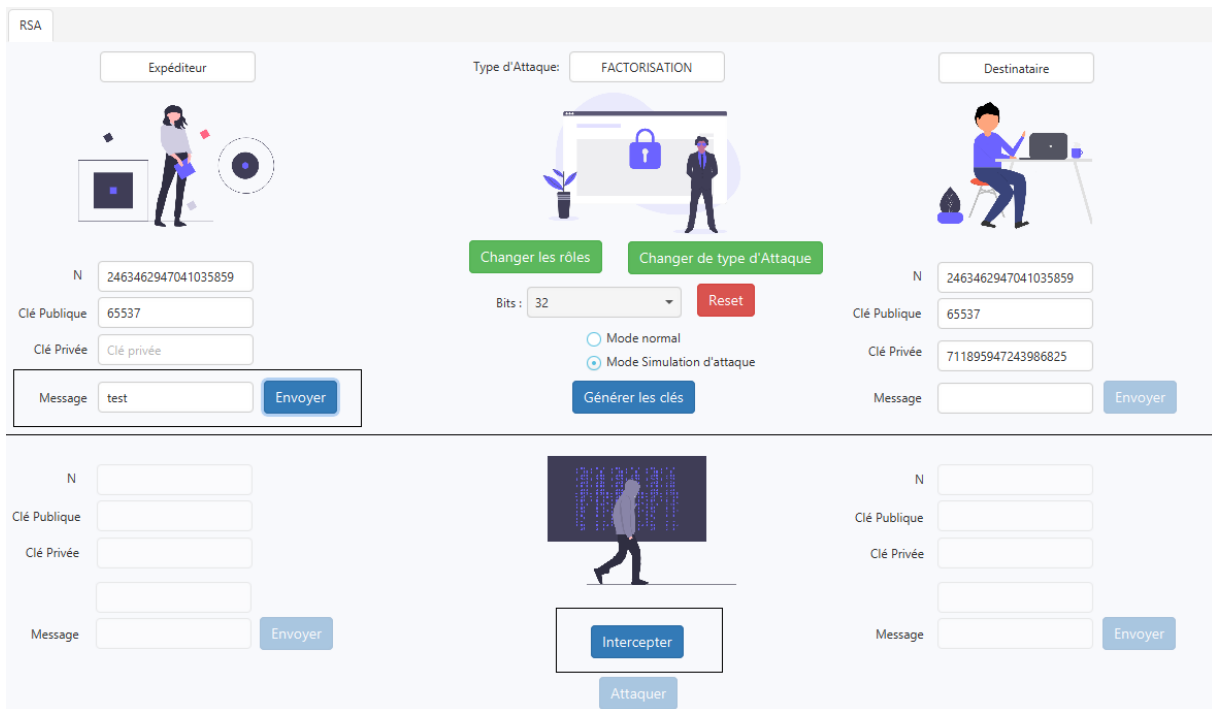 RSA
Expéditeur
Type d'Attaque: FACTORISATION
Destinataire
Changer les rôles Changer de type d'Attaque
N 2463462947041035859
Clé Publique 65537
Clé Privée Clé privée
Message test Envoyer
Bits : 32 Reset
Mode normal
Mode Simulation d'attaque
Générer les clés
N 2463462947041035859
Clé Publique 65537
Clé Privée 711895947243986825
Message Envoyer
N
Clé Publique
Clé Privée
Message Envoyer
Intercepter
Attaquer
N
Clé Publique
Clé Privée
Message Envoyer